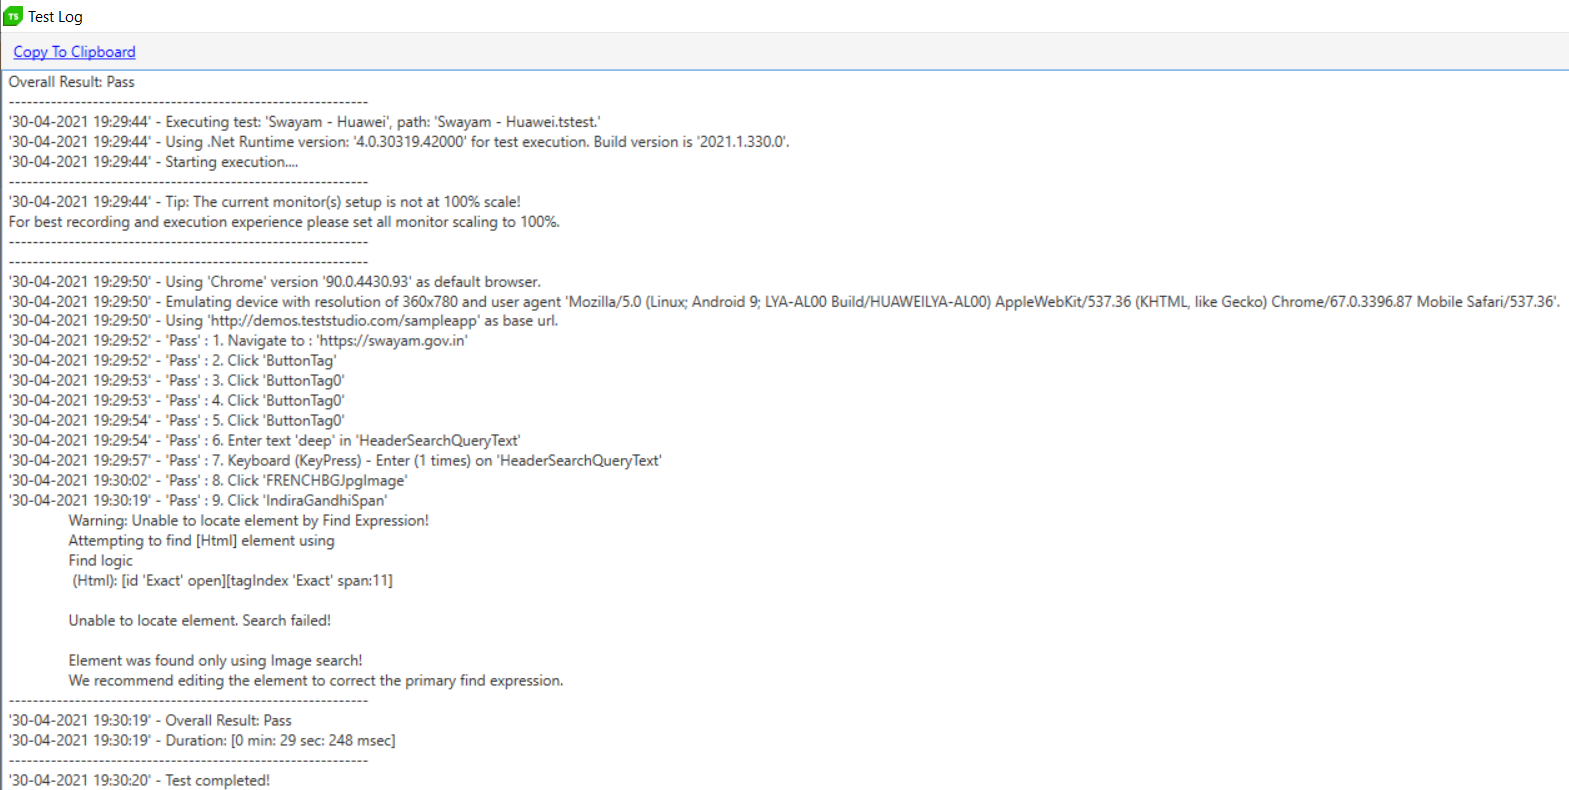 TS Test Log
Copy To Clipboard
Overall Result: Pass
------------------------------------------------------------
'30-04-2021 19:29:44' - Executing test: 'Swayam - Huawei', path: 'Swayam - Huawei.tstest.'
'30-04-2021 19:29:44' - Using .Net Runtime version: '4.0.30319.42000' for test execution. Build version is '2021.1.330.0'.
'30-04-2021 19:29:44' - Starting execution....
------------------------------------------------------------
'30-04-2021 19:29:44' - Tip: The current monitor(s) setup is not at 100% scale!
For best recording and execution experience please set all monitor scaling to 100%.
------------------------------------------------------------
------------------------------------------------------------
'30-04-2021 19:29:50' - Using 'Chrome' version '90.0.4430.93' as default browser.
'30-04-2021 19:29:50' - Emulating device with resolution of 360x780 and user agent 'Mozilla/5.0 (Linux; Android 9; LYA-AL00 Build/HUAWEILYA-AL00) AppleWebKit/537.36 (KHTML, like Gecko) Chrome/67.0.3396.87 Mobile Safari/537.36'.
'30-04-2021 19:29:50' - Using 'http://demos.teststudio.com/sampleapp' as base url.
'30-04-2021 19:29:52' - 'Pass' : 1. Navigate to : 'https://swayam.gov.in'
'30-04-2021 19:29:52' - 'Pass' : 2. Click 'ButtonTag'
'30-04-2021 19:29:53' - 'Pass' : 3. Click 'ButtonTag0'
'30-04-2021 19:29:53' - 'Pass' : 4. Click 'ButtonTag0'
'30-04-2021 19:29:54' - 'Pass' : 5. Click 'ButtonTag0'
'30-04-2021 19:29:54' - 'Pass' : 6. Enter text 'deep' in 'HeaderSearchQueryText'
'30-04-2021 19:29:57' - 'Pass' : 7. Keyboard (KeyPress) - Enter (1 times) on 'HeaderSearchQueryText'
'30-04-2021 19:30:02' - 'Pass' : 8. Click 'FRENCHBGJpgImage'
'30-04-2021 19:30:19' - 'Pass' : 9. Click 'IndiraGandhiSpan'
Warning: Unable to locate element by Find Expression!
Attempting to find [Html] element using
Find logic
(Html): [id 'Exact' open][tagIndex 'Exact' span:11]
Unable to locate element. Search failed!
Element was found only using Image search!
We recommend editing the element to correct the primary find expression.
------------------------------------------------------------
'30-04-2021 19:30:19' - Overall Result: Pass
'30-04-2021 19:30:19' - Duration: [0 min: 29 sec: 248 msec]
------------------------------------------------------------
'30-04-2021 19:30:20' - Test completed!